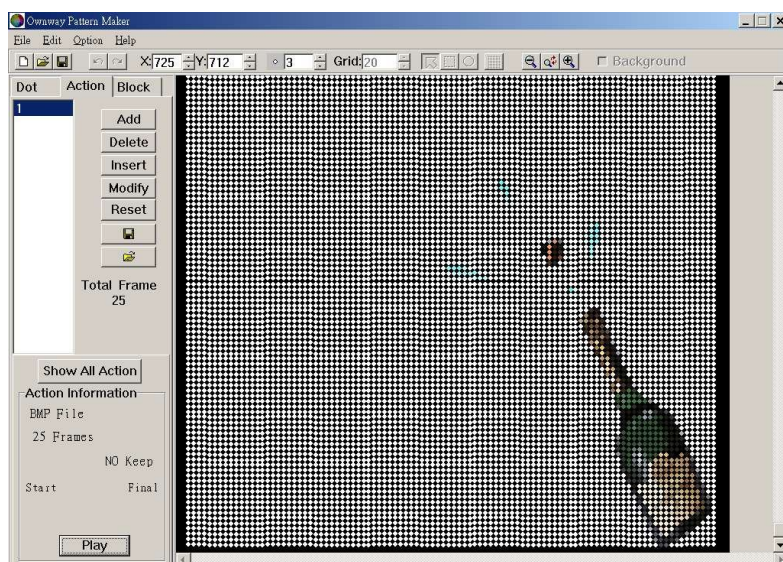 Ownway Pattern Maker
File Edit Option Help
X: 725 Y: 712 3 Grid: 20 Background
Dot Action Block
1
Add
Delete
Insert
Modify
Reset
Total Frame
25
Show All Action
Action Information
BMP File
25 Frames
NO Keep
Start Final
Play